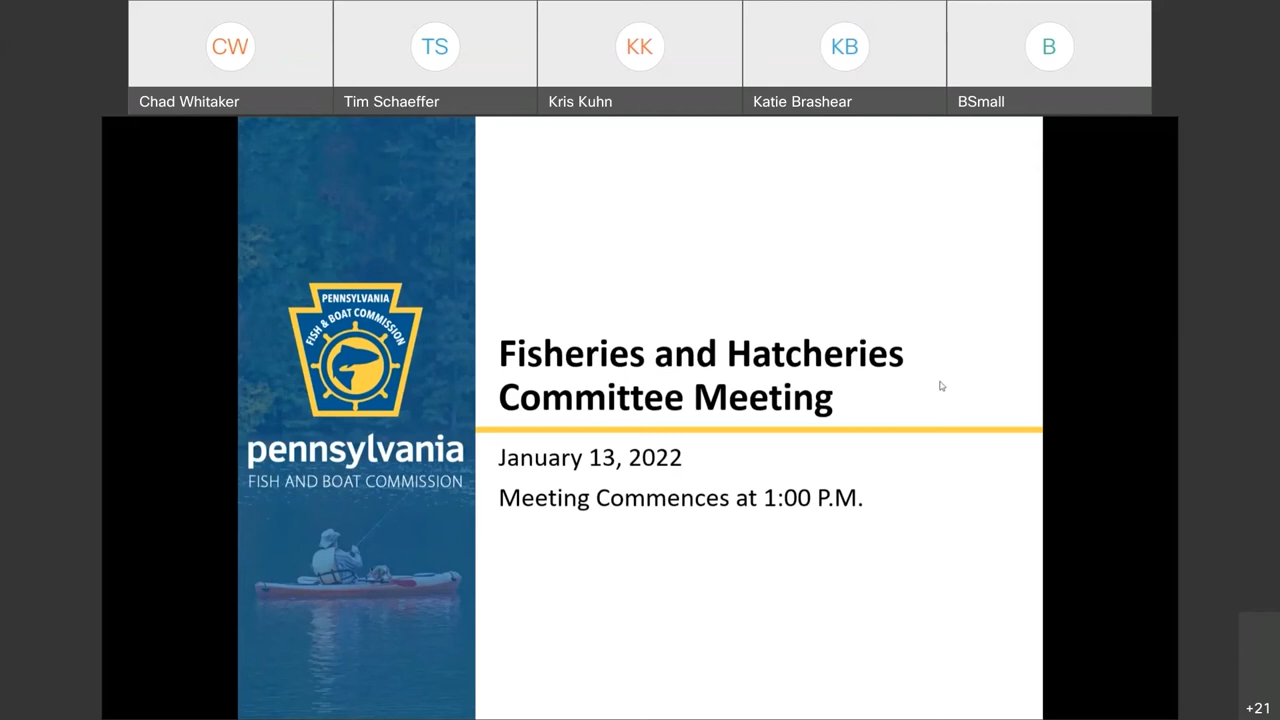 CW
TS
KK
KB
B
Chad Whitaker
Tim Schaeffer
Kris Kuhn
Katie Brashear
BSmall
PENNSYLVANIA
FISH & BOAT COMMISSION
pennsylvania
FISH AND BOAT COMMISSION
Fisheries and Hatcheries
Committee Meeting
January 13, 2022
Meeting Commences at 1:00 P.M.
+21